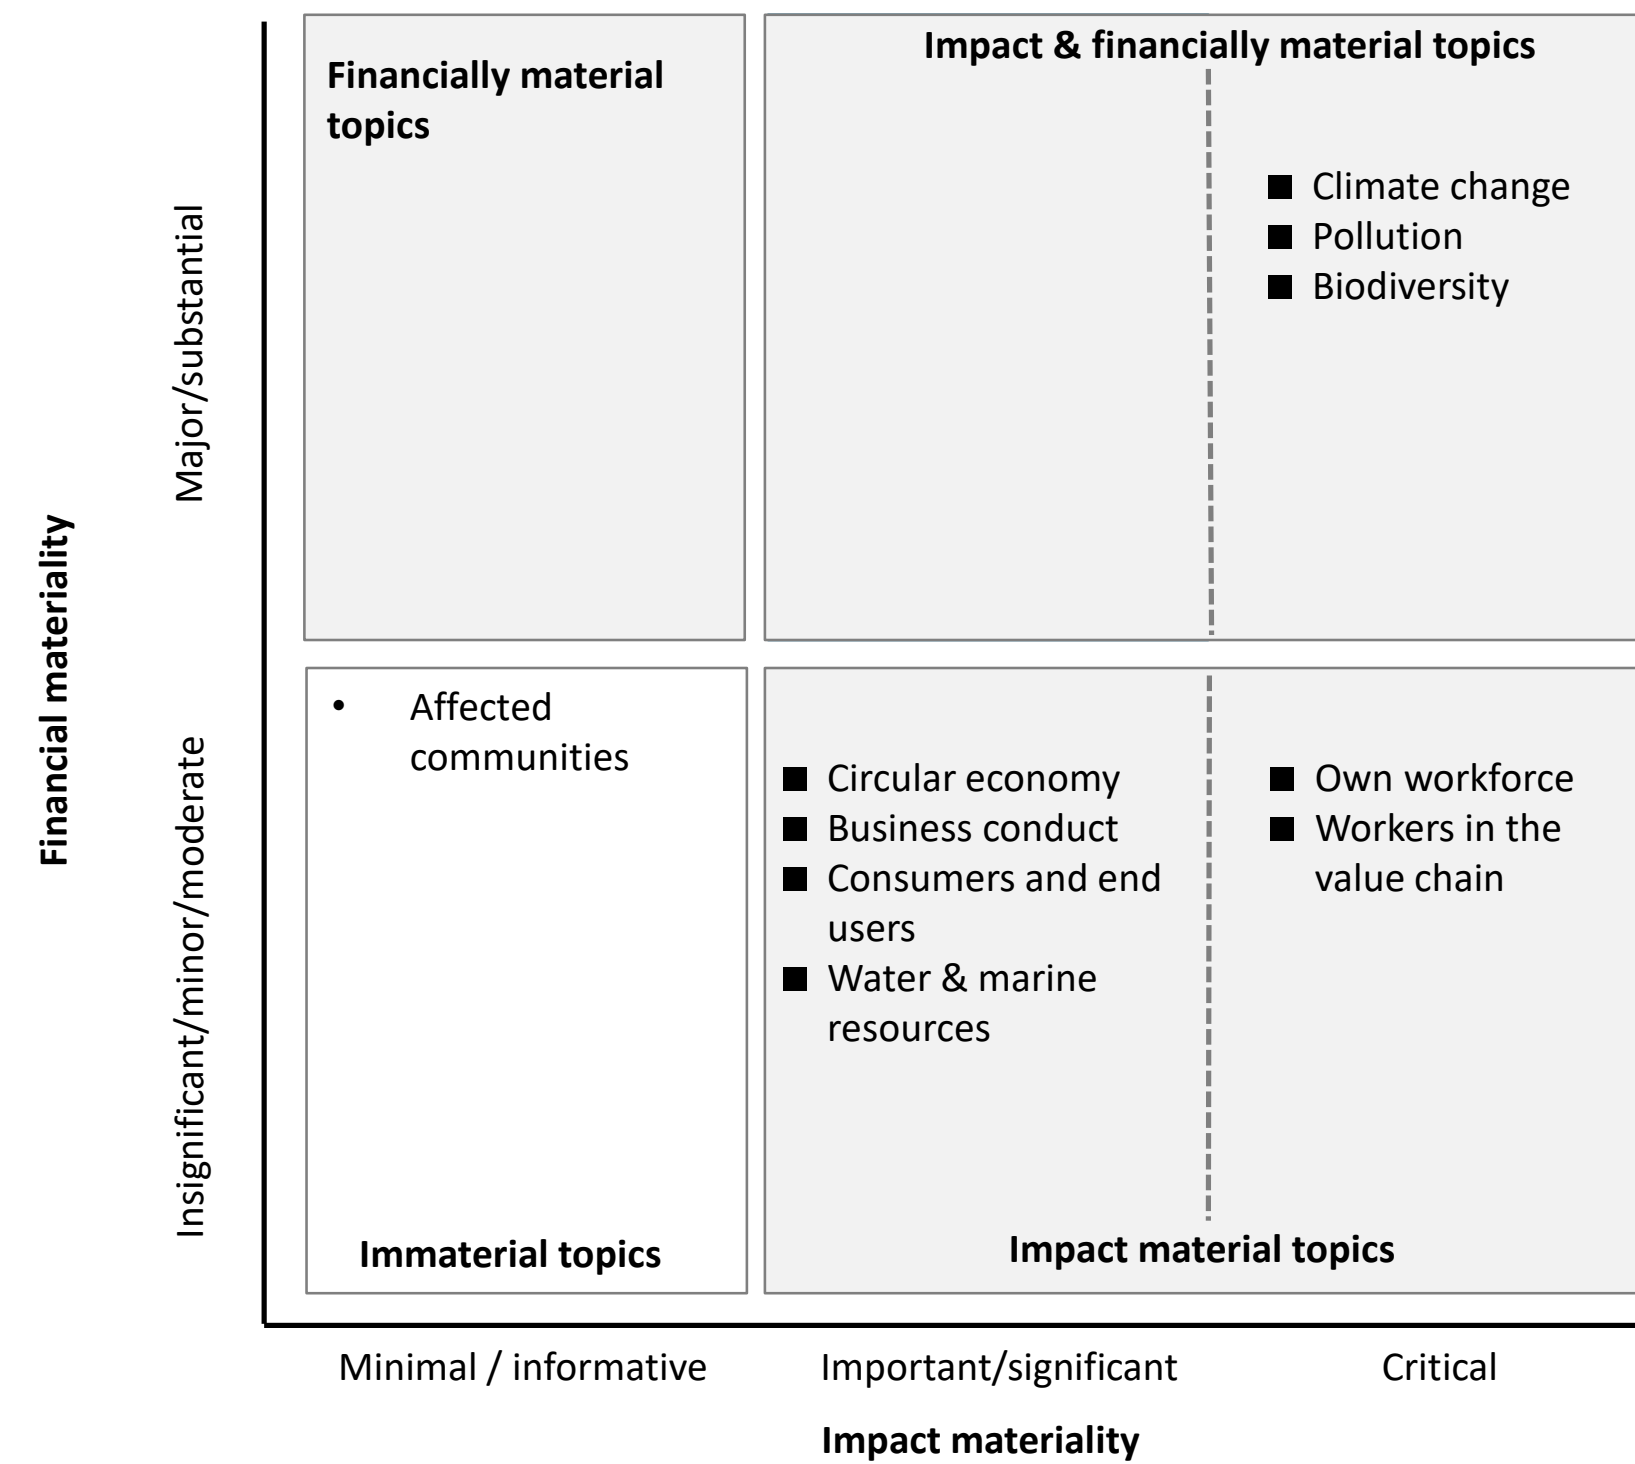 Financially material
topics
Impact & financially material topics
■ Climate change
■ Pollution
■ Biodiversity
Major/substantial
Financial materiality
Insignificant/minor/moderate
• Affected
communities
Immaterial topics
■ Circular economy
■ Business conduct
■ Consumers and end
users
■ Water & marine
resources
■ Own workforce
■ Workers in the
value chain
Impact material topics
Minimal / informative
Important/significant
Critical
Impact materiality